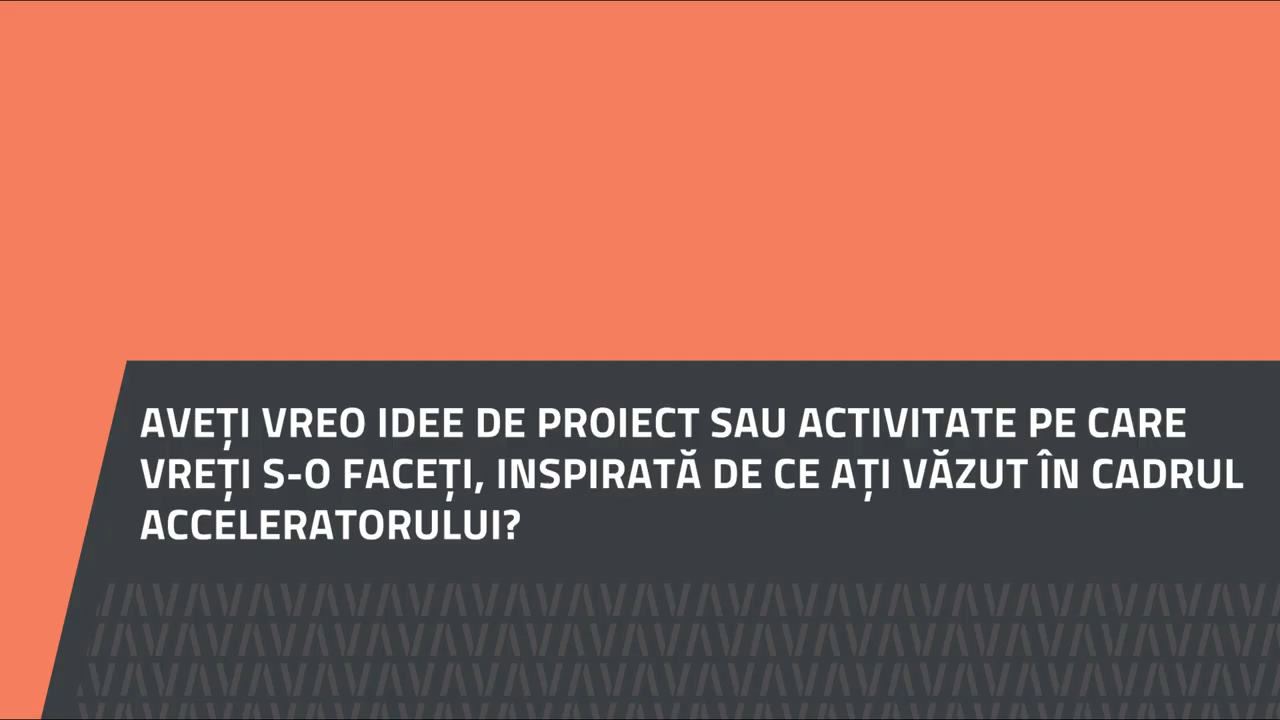 AVEȚI VREO IDEE DE PROIECT SAU ACTIVITATE PE CARE
VREȚI S-O FACEȚI, INSPIRATĂ DE CE AȚI VĂZUT ÎN CADRUL
ACCELERATORULUI?